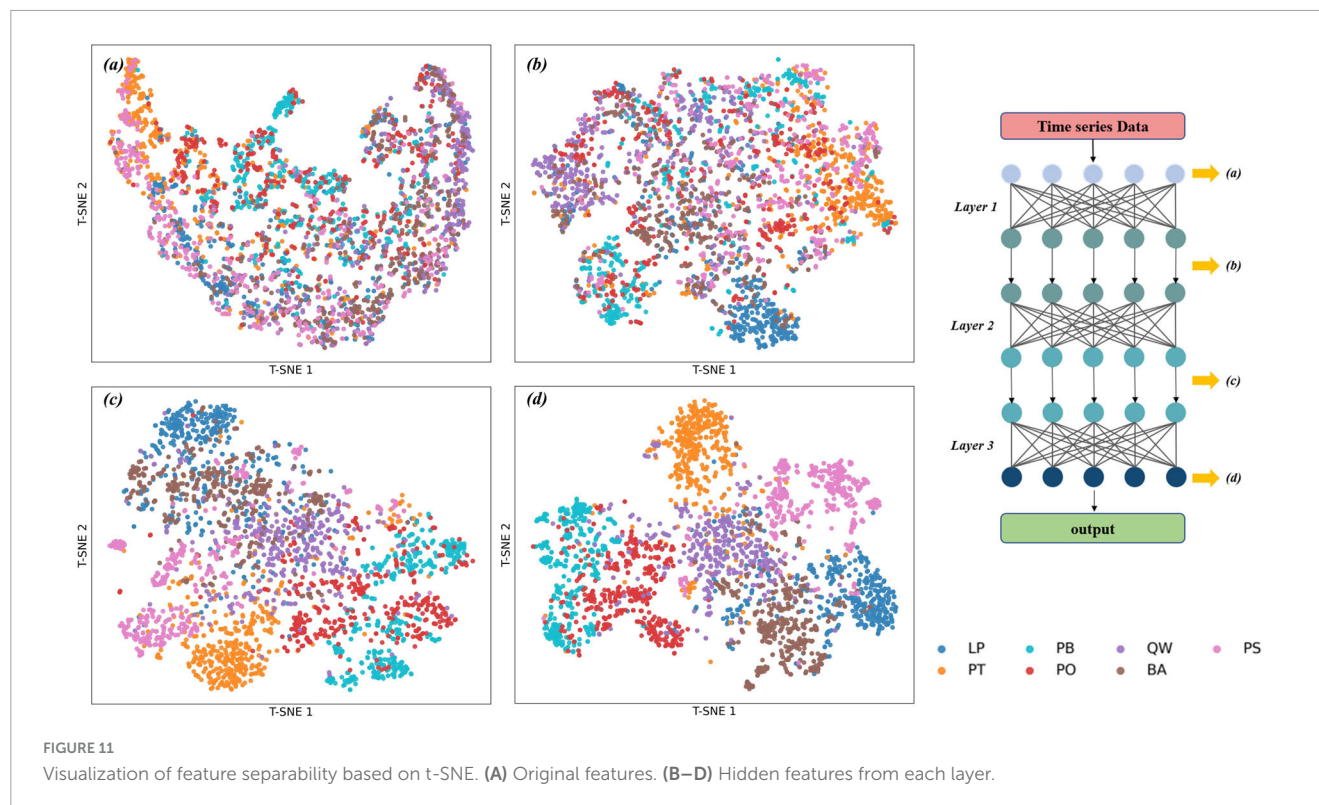 (a)
T-SNE 2
T-SNE 1
(b)
T-SNE 2
T-SNE 1
(c)
T-SNE 2
T-SNE 1
(d)
T-SNE 2
T-SNE 1
Time series Data
(a)
Layer 1
(b)
Layer 2
(c)
Layer 3
(d)
output
LP PB QW PS
PT PO BA
FIGURE 11
Visualization of feature separability based on t-SNE. (A) Original features. (B–D) Hidden features from each layer.